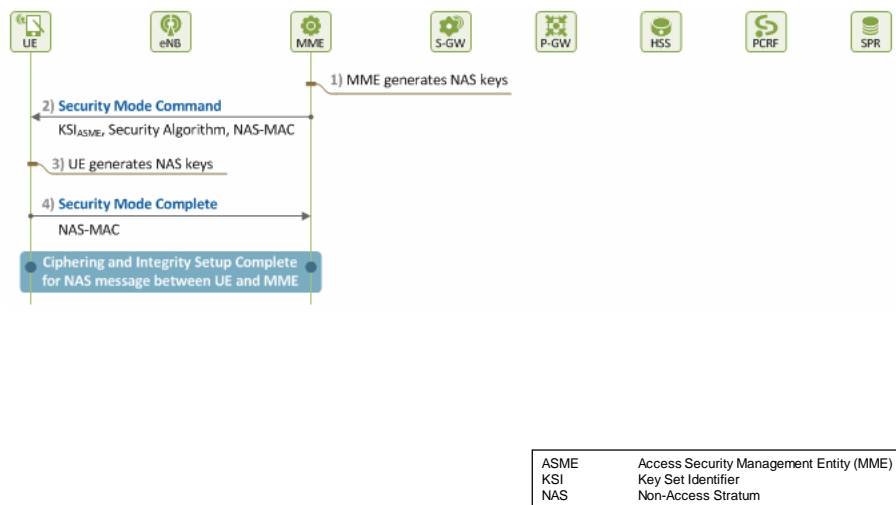 UE eNB MME S-GW P-GW HSS PCRF SPR
1) MME generates NAS keys
2) Security Mode Command
KSIASME, Security Algorithm, NAS-MAC
3) UE generates NAS keys
4) Security Mode Complete
NAS-MAC
Ciphering and Integrity Setup Complete
for NAS message between UE and MME
ASME Access Security Management Entity (MME)
KSI Key Set Identifier
NAS Non-Access Stratum